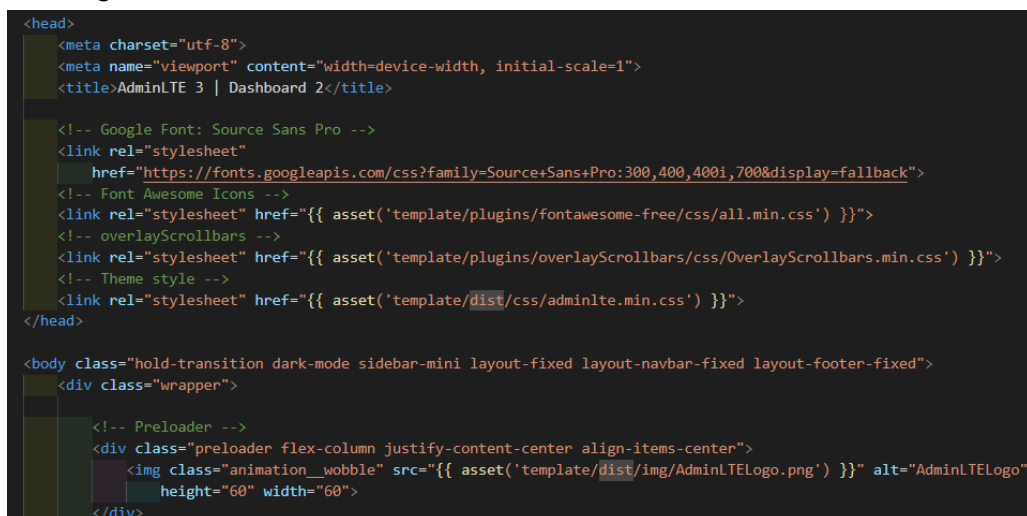 <head>
<meta charset="utf-8">
<meta name="viewport" content="width=device-width, initial-scale=1">
<title>AdminLTE 3 | Dashboard 2</title>
<!-- Google Font: Source Sans Pro -->
<link rel="stylesheet"
href="https://fonts.googleapis.com/css?family=Source+Sans+Pro:300,400,400i,700&display=fallback">
<!-- Font Awesome Icons -->
<link rel="stylesheet" href="{{ asset('template/plugins/fontawesome-free/css/all.min.css') }}">
<!-- overlayScrollbars -->
<link rel="stylesheet" href="{{ asset('template/plugins/overlayScrollbars/css/OverlayScrollbars.min.css') }}">
<!-- Theme style -->
<link rel="stylesheet" href="{{ asset('template/dist/css/adminlte.min.css') }}">
</head>
<body class="hold-transition dark-mode sidebar-mini layout-fixed layout-navbar-fixed layout-footer-fixed">
<div class="wrapper">
<!-- Preloader -->
<div class="preloader flex-column justify-content-center align-items-center">
<img class="animation__wobble" src="{{ asset('template/dist/img/AdminLTELogo.png') }}" alt="AdminLTELogo"
height="60" width="60">
</div>